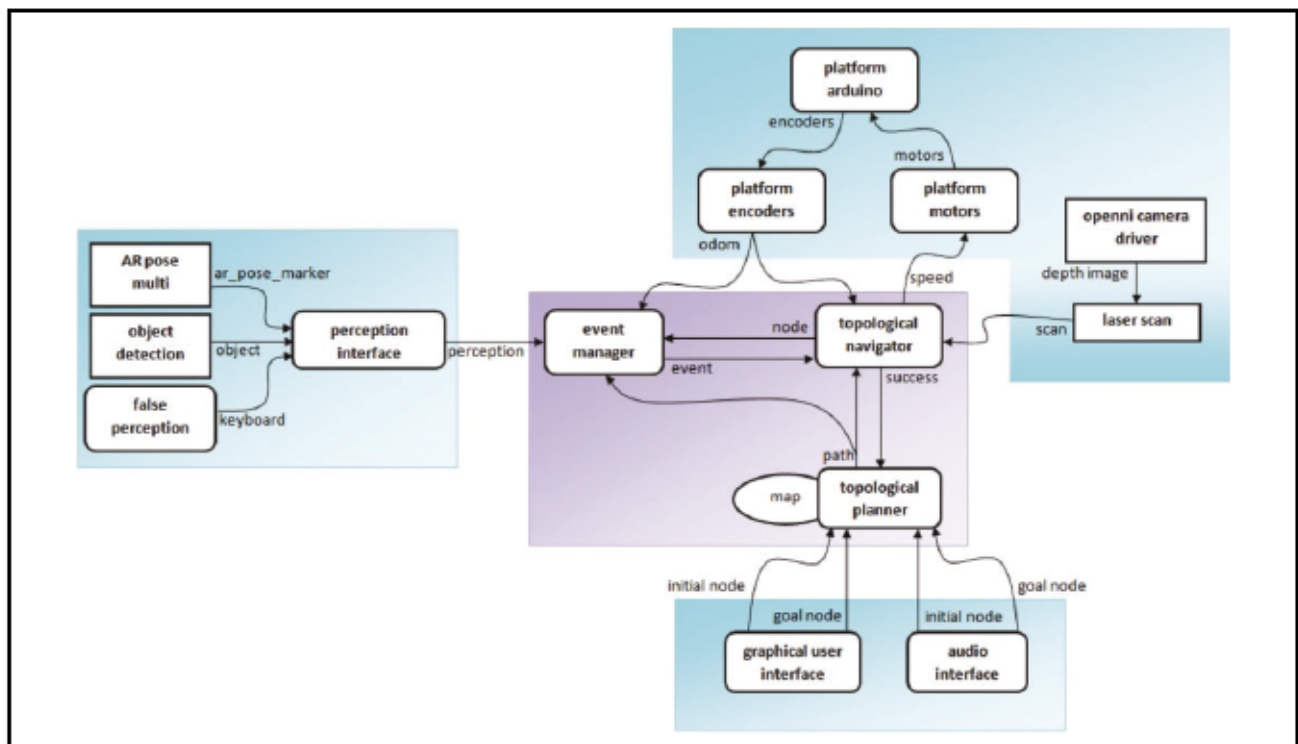 platform
arduino
encoders
motors
platform
encoders
platform
motors
openni camera
driver
odom
depth image
speed
AR pose
multi
ar_pose_marker
object
detection
object
perception
interface
perception
false
perception
keyboard
event
manager
node
event
topological
navigator
scan
laser scan
success
path
map
topological
planner
initial node
goal node
initial node
goal node
graphical user
interface
audio
interface